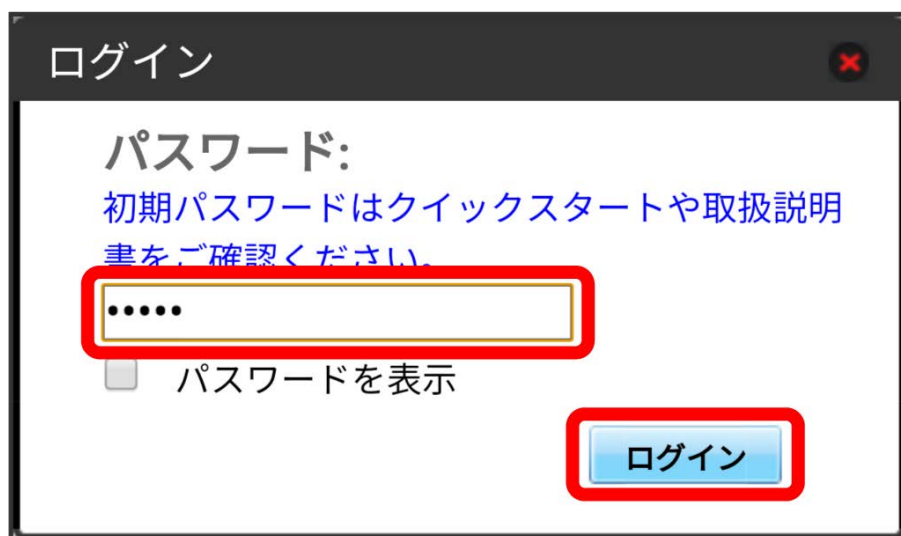 ログイン
パスワード:
初期パスワードはクイックスタートや取扱説明
書をご確認ください。
•••••
パスワードを表示
ログイン